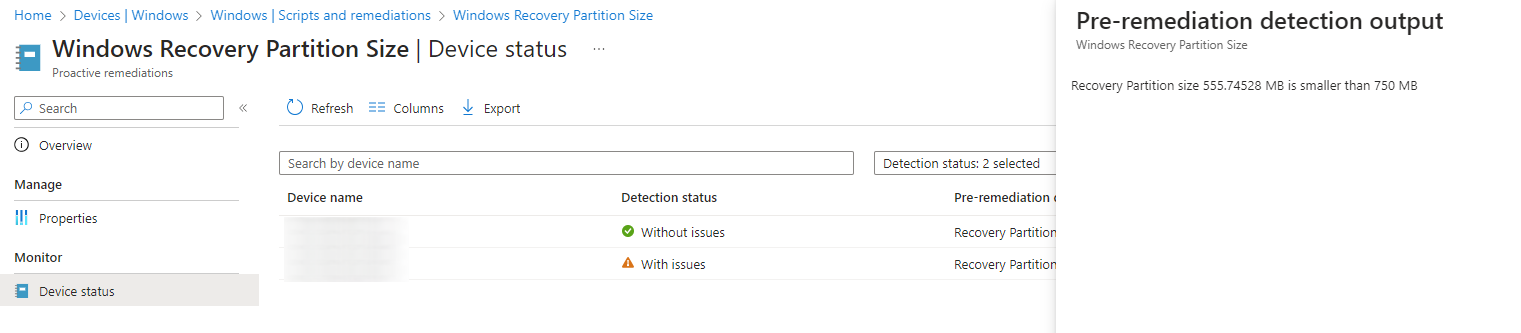 Home > Devices | Windows > Windows | Scripts and remediations > Windows Recovery Partition Size
Windows Recovery Partition Size | Device status ...
Proactive remediations
Search
«
Overview
Manage
Properties
Monitor
Device status
Refresh
Columns
Export
Search by device name
Detection status: 2 selected
Device name
Detection status
Pre-remediation
Without issues
Recovery Partition
With issues
Recovery Partition
Pre-remediation detection output
Windows Recovery Partition Size
Recovery Partition size 555.74528 MB is smaller than 750 MB